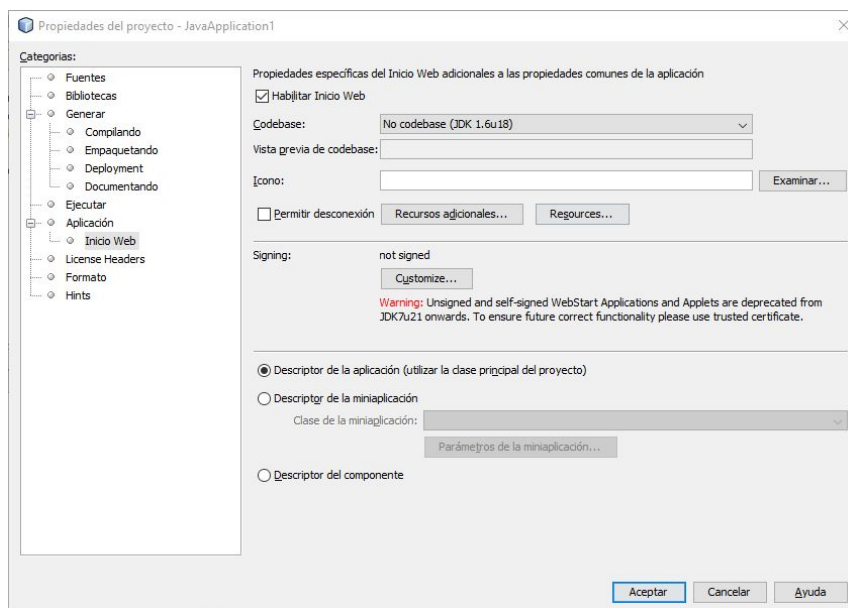 Propiedades del proyecto - JavaApplication1
Categorías:
Fuentes
Bibliotecas
Generar
Compilando
Empaquetando
Deployment
Documentando
Ejecutar
Aplicación
Inicio Web
License Headers
Formato
Hints
Propiedades específicas del Inicio Web adicionales a las propiedades comunes de la aplicación
Habilitar Inicio Web
Codebase: No codebase (JDK 1.6u18)
Vista previa de codebase:
Icono: Examinar...
Permitir desconexión Recursos adicionales... Resources...
Signing: not signed
Customize...
Warning: Unsigned and self-signed WebStart Applications and Applets are deprecated from
JDK7u21 onwards. To ensure future correct functionality please use trusted certificate.
Descriptor de la aplicación (utilizar la clase principal del proyecto)
Descriptor de la miniaplicación
Clase de la miniaplicación:
Parámetros de la miniaplicación...
Descriptor del componente
Aceptar Cancelar Ayuda